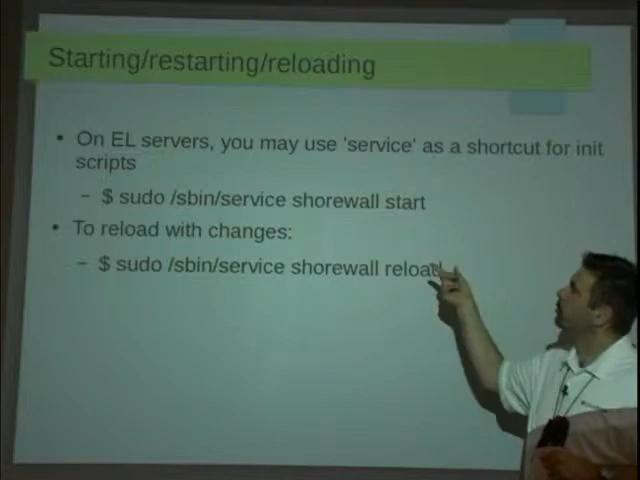 Starting/restarting/reloading
• On EL servers, you may use 'service' as a shortcut for init
scripts
– $ sudo /sbin/service shorewall start
• To reload with changes:
– $ sudo /sbin/service shorewall reload